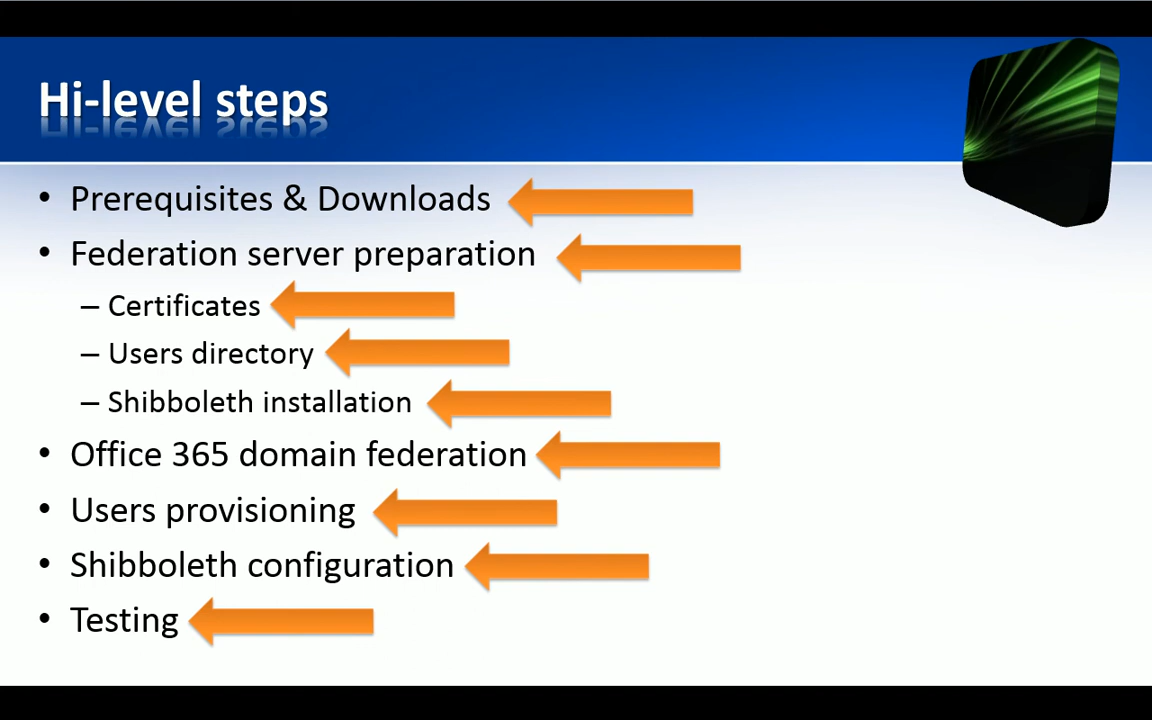 Hi-level steps
• Prerequisites & Downloads
• Federation server preparation
– Certificates
– Users directory
– Shibboleth installation
• Office 365 domain federation
• Users provisioning
• Shibboleth configuration
• Testing